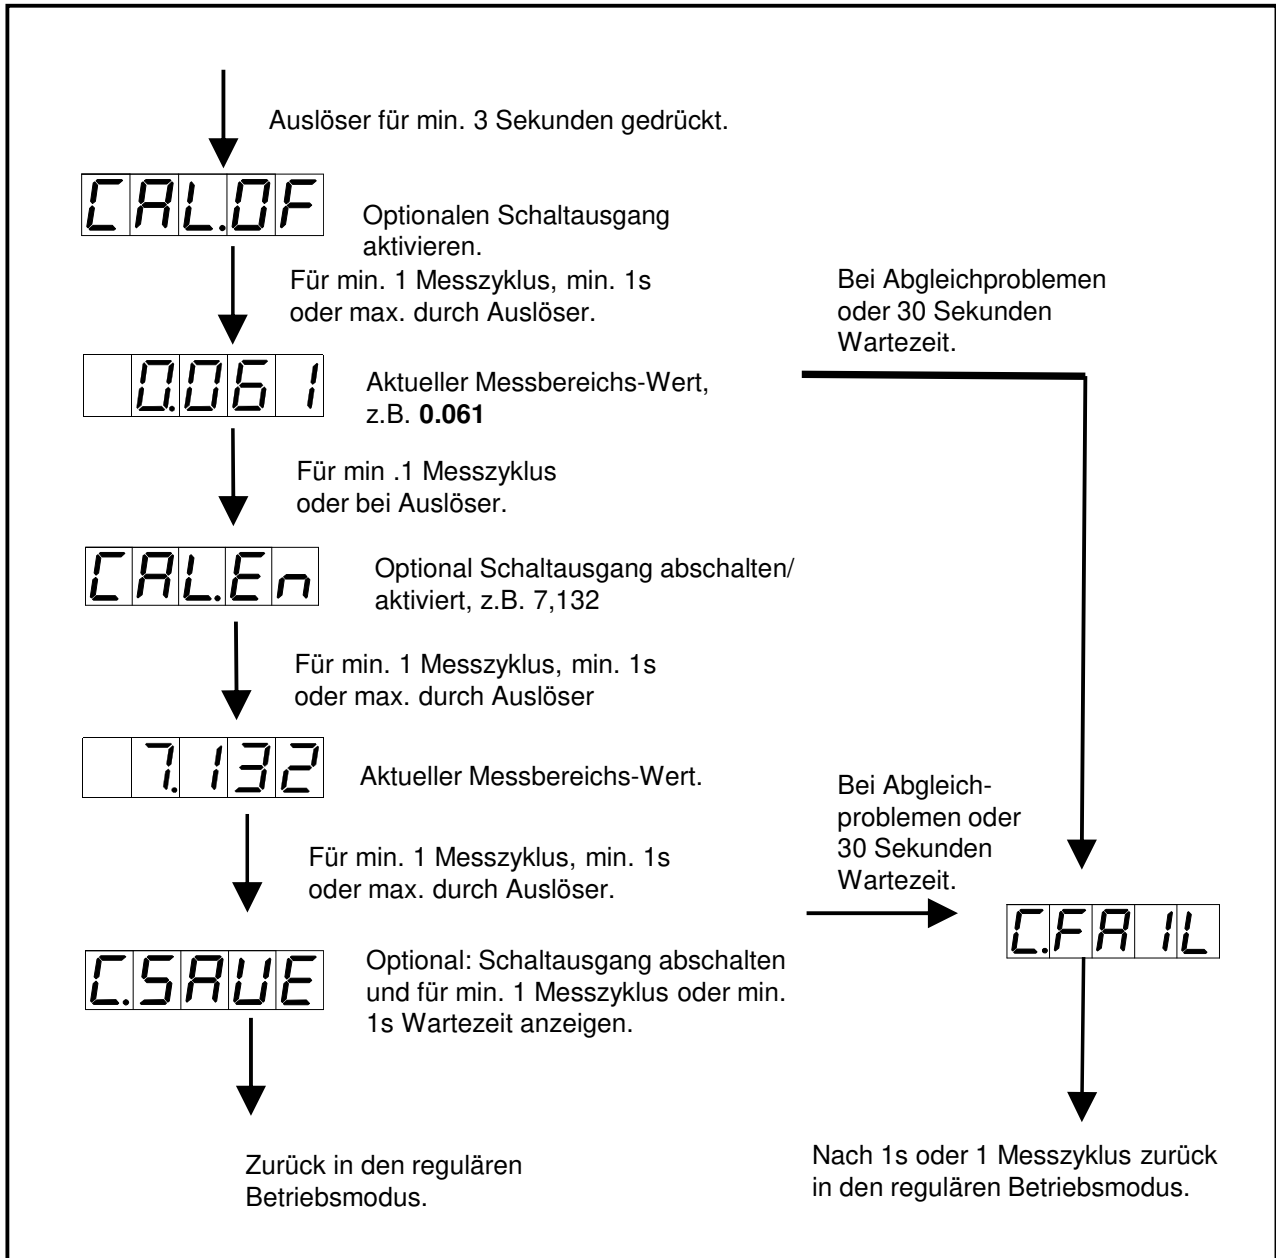 Auslöser für min. 3 Sekunden gedrückt.
CAL.OF
Optionalen Schaltausgang
aktivieren.
Für min. 1 Messzyklus, min. 1s
oder max. durch Auslöser.
Bei Abgleichproblemen
oder 30 Sekunden
Wartezeit.
0.061
Aktueller Messbereichs-Wert,
z.B. 0.061
Für min .1 Messzyklus
oder bei Auslöser.
CAL.En
Optional Schaltausgang abschalten/
aktiviert, z.B. 7,132
Für min. 1 Messzyklus, min. 1s
oder max. durch Auslöser
7.132
Aktueller Messbereichs-Wert.
Bei Abgleich-
problemen oder
30 Sekunden
Wartezeit.
Für min. 1 Messzyklus, min. 1s
oder max. durch Auslöser.
C.FAIL
C.SAVE
Optional: Schaltausgang abschalten
und für min. 1 Messzyklus oder min.
1s Wartezeit anzeigen.
Zurück in den regulären
Betriebsmodus.
Nach 1s oder 1 Messzyklus zurück
in den regulären Betriebsmodus.